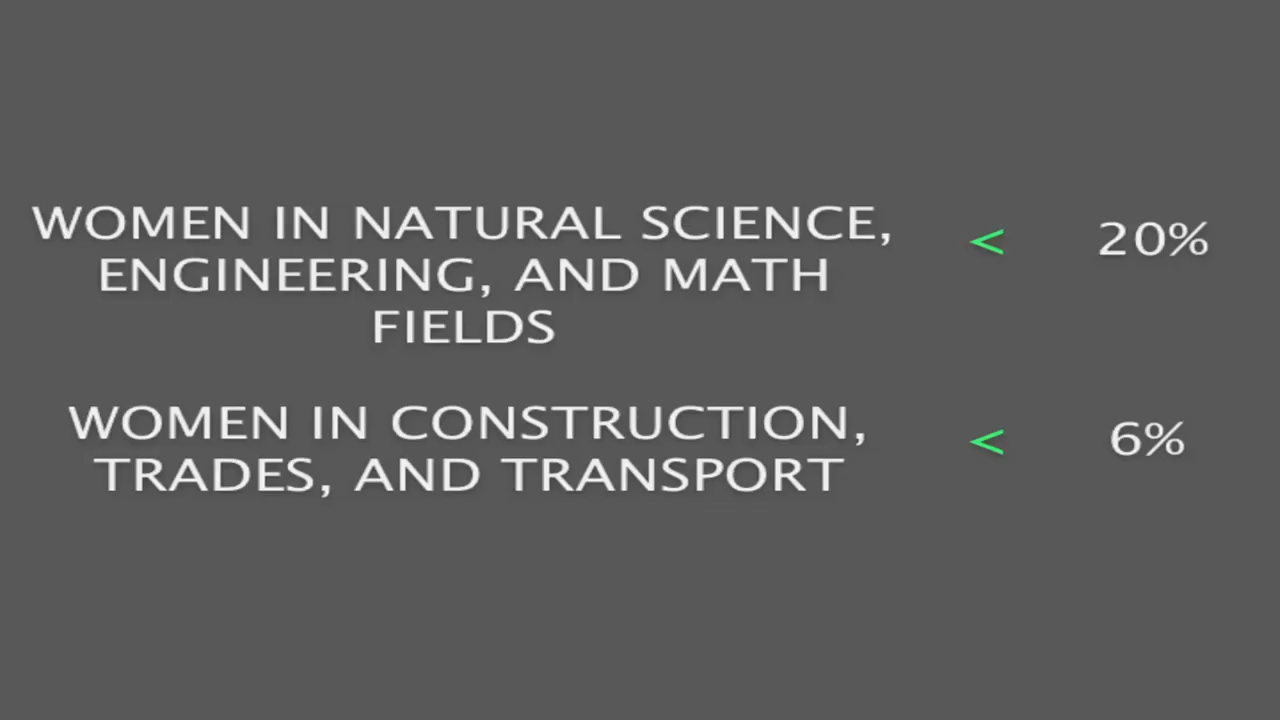 WOMEN IN NATURAL SCIENCE,
ENGINEERING, AND MATH
FIELDS
< 20%
WOMEN IN CONSTRUCTION,
TRADES, AND TRANSPORT
< 6%